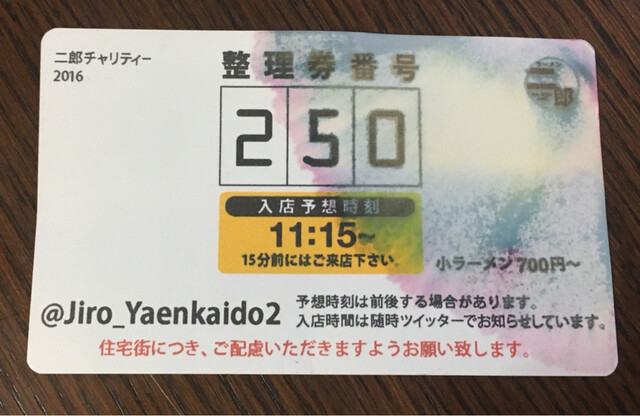 二郎チャリティー
2016
整理券番号
二郎
250
入店予想時刻
11:15~
15分前にはご来店下さい。
小ラーメン700円~
@Jiro_Yaenkaido2
予想時刻は前後する場合があります。
入店時間は随時ツイッターでお知らせしています。
住宅街につき、ご配慮いただきますようお願い致します。